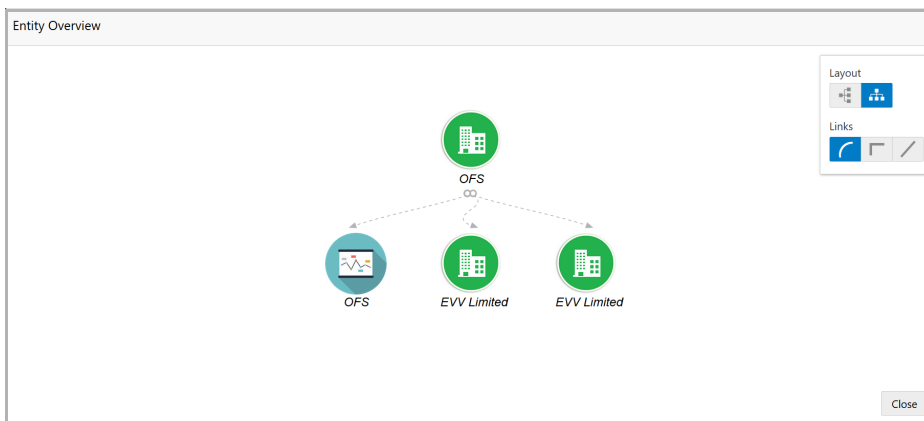 Entity Overview
Layout
Links
OFS
OFS
EVV Limited
EVV Limited
Close